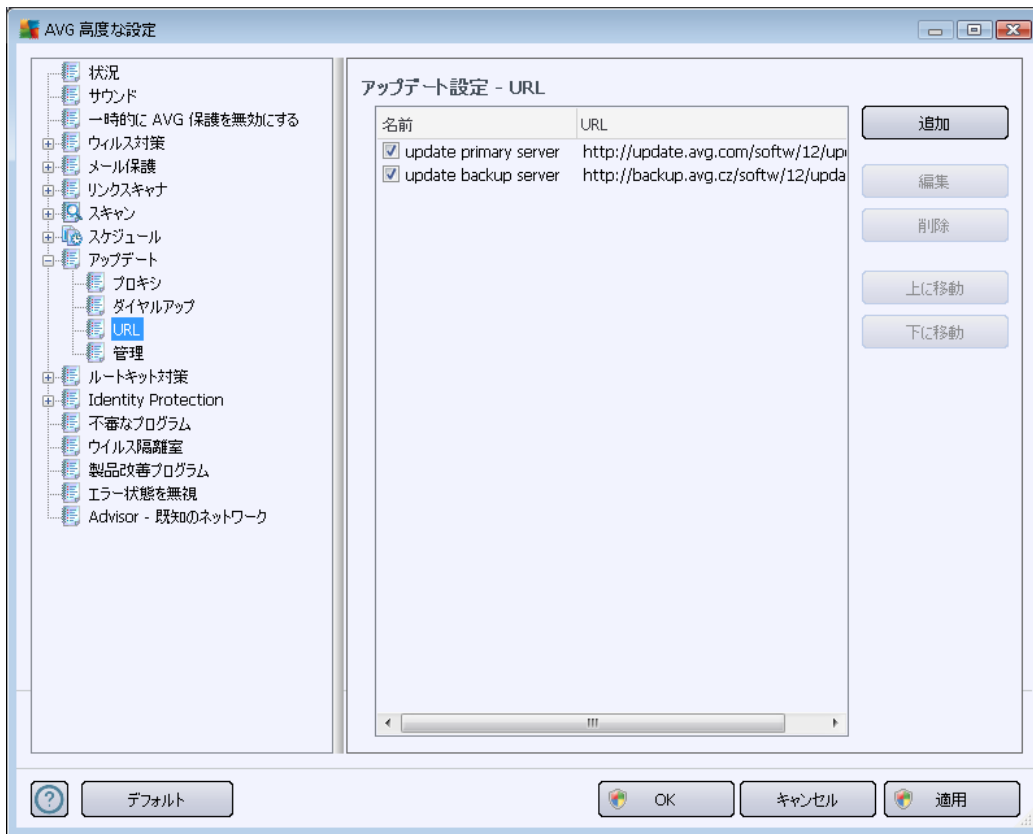 AVG 高度な設定
状況
サウンド
一時的に AVG 保護を無効にする
ウィルス対策
メール保護
リンクスキャナ
スキャン
スケジュール
アップデート
プロキシ
ダイヤルアップ
URL
管理
ルートキット対策
Identity Protection
不審なプログラム
ウイルス隔離室
製品改善プログラム
エラー状態を無視
Advisor - 既知のネットワーク
アップデート設定 - URL
名前 URL
update primary server http://update.avg.com/softw/12/up
update backup server http://backup.avg.cz/softw/12/upda
追加
編集
削除
上に移動
下に移動
デフォルト
OK
キャンセル
適用